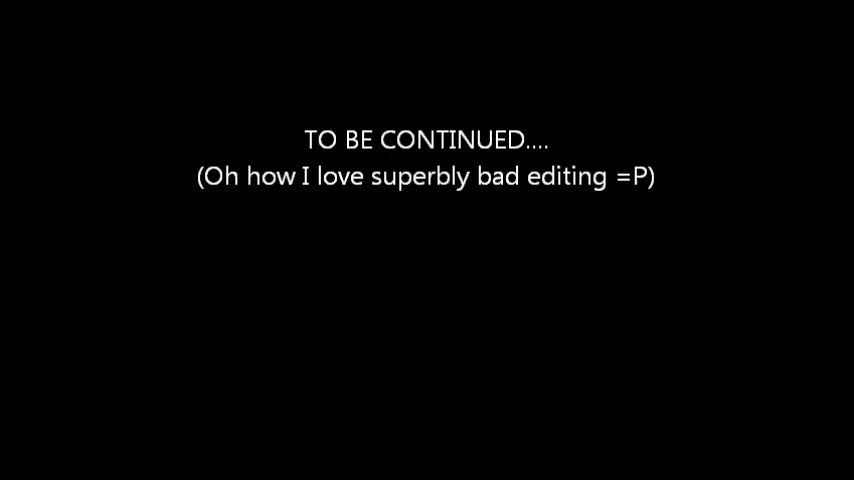 TO BE CONTINUED....
(Oh how I love superbly bad editing =P)